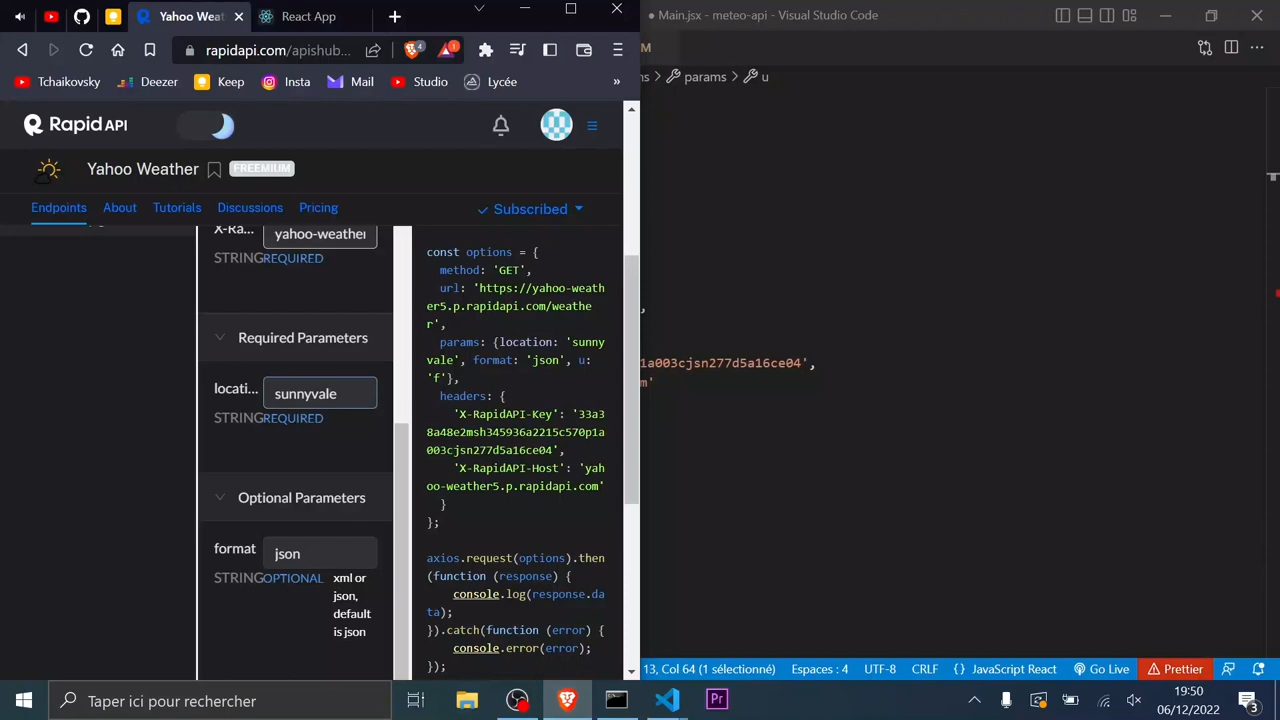 Yahoo Weat
React App
rapidapi.com/apishub...
4
1
Tchaikovsky
Deezer
Keep
Insta
Mail
Studio
Lycée
»
Rapid API
Yahoo Weather
FREEMIUM
Endpoints
About
Tutorials
Discussions
Pricing
Subscribed
X-Ra...
yahoo-weather
STRING
REQUIRED
Required Parameters
locati...
sunnyvale
STRING
REQUIRED
Optional Parameters
format
json
STRING
OPTIONAL
xml or
json,
default
is json
const options = {
method: 'GET',
url: 'https://yahoo-weath
er5.p.rapidapi.com/weathe
r',
params: {location: 'sunny
vale', format: 'json', u:
'f'},
headers: {
'X-RapidAPI-Key': '33a3
8a48e2msh345936a2215c570p1a
003cjsn277d5a16ce04',
'X-RapidAPI-Host': 'yah
oo-weather5.p.rapidapi.com'
}
};
axios.request(options).then
(function (response) {
console.log(response.da
ta);
}).catch(function (error) {
console.error(error);
});
● Main.jsx - meteo-api - Visual Studio Code
M
ns > params > u
,
1a003cjsn277d5a16ce04',
m'
13, Col 64 (1 sélectionné)
Espaces : 4
UTF-8
CRLF
{ } JavaScript React
Go Live
Prettier
Taper ici pour rechercher
Pr
19:50
06/12/2022
3